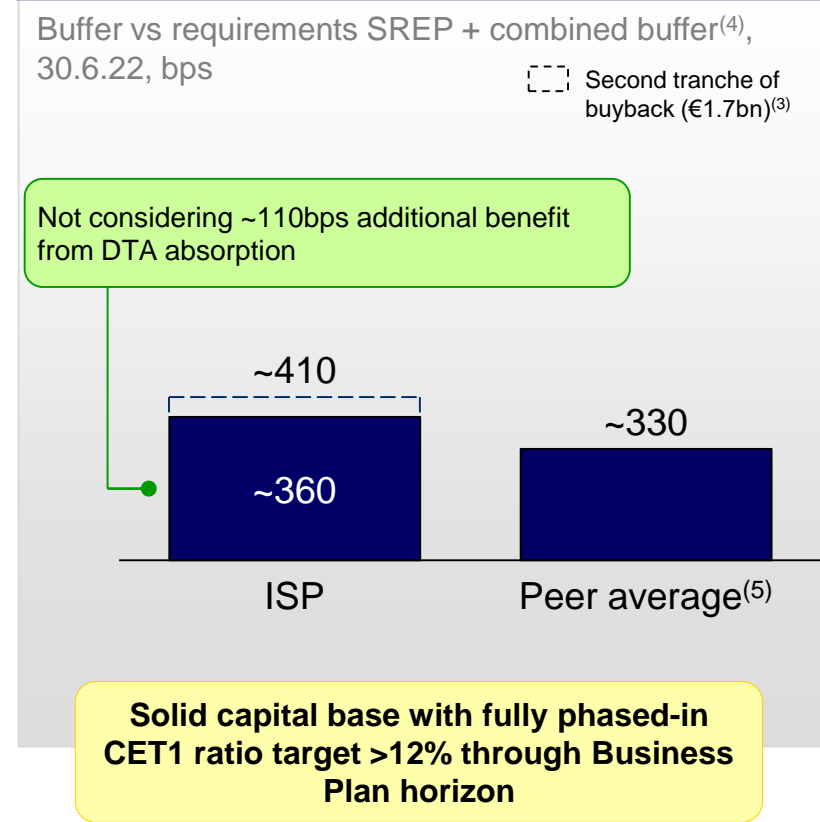 Buffer vs requirements SREP + combined buffer(4),
30.6.22, bps
Second tranche of
buyback (€1.7bn)(3)
Not considering ~110bps additional benefit
from DTA absorption
~410
~330
~360
ISP
Peer average(5)
Solid capital base with fully phased-in
CET1 ratio target >12% through Business
Plan horizon